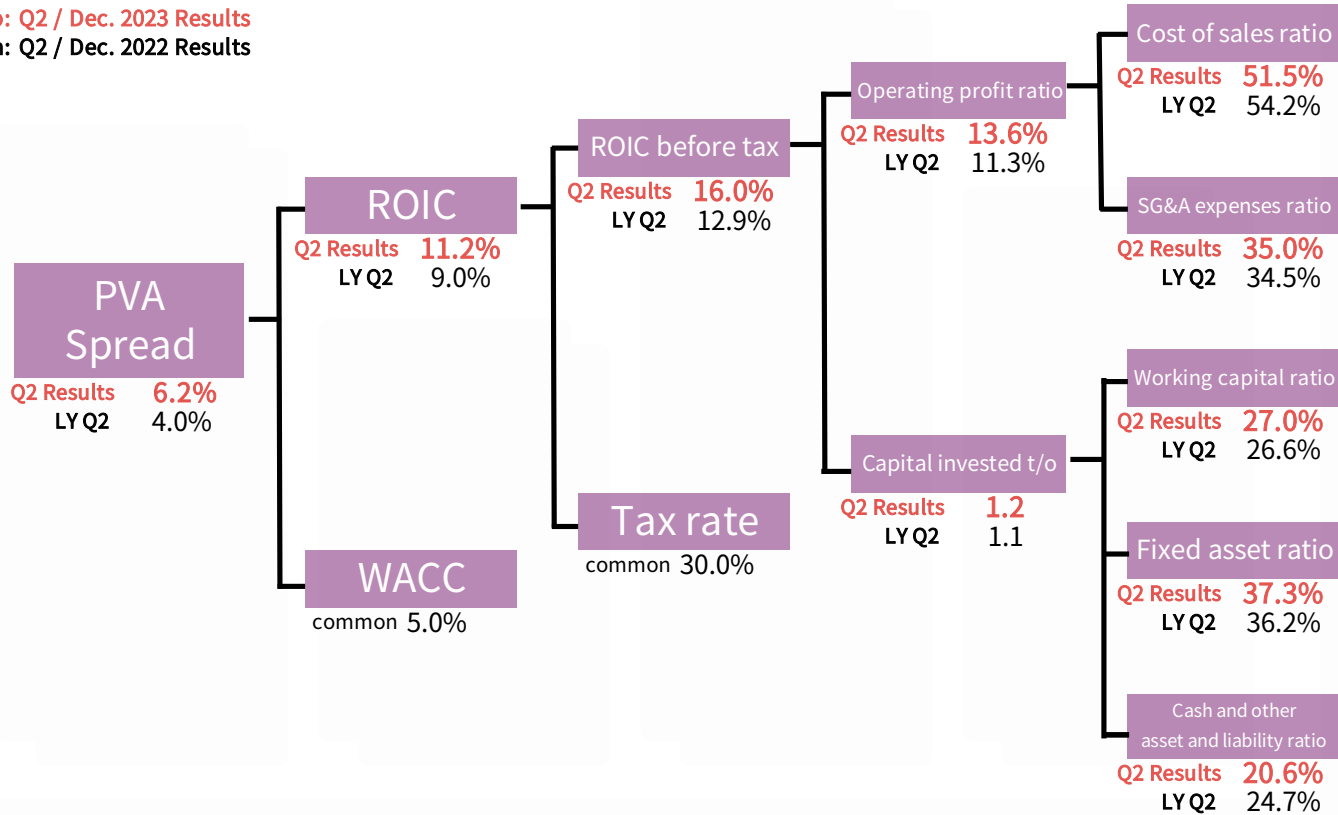 : Q2 / Dec. 2023 Results
: Q2 / Dec. 2022 Results
PVA
Spread
Q2 Results 6.2%
LY Q2 4.0%
ROIC
Q2 Results 11.2%
LY Q2 9.0%
WACC
common 5.0%
ROIC before tax
Q2 Results 16.0%
LY Q2 12.9%
Tax rate
common 30.0%
Operating profit ratio
Q2 Results 13.6%
LY Q2 11.3%
Capital invested t/o
Q2 Results 1.2
LY Q2 1.1
Cost of sales ratio
Q2 Results 51.5%
LY Q2 54.2%
SG&A expenses ratio
Q2 Results 35.0%
LY Q2 34.5%
Working capital ratio
Q2 Results 27.0%
LY Q2 26.6%
Fixed asset ratio
Q2 Results 37.3%
LY Q2 36.2%
Cash and other
asset and liability ratio
Q2 Results 20.6%
LY Q2 24.7%